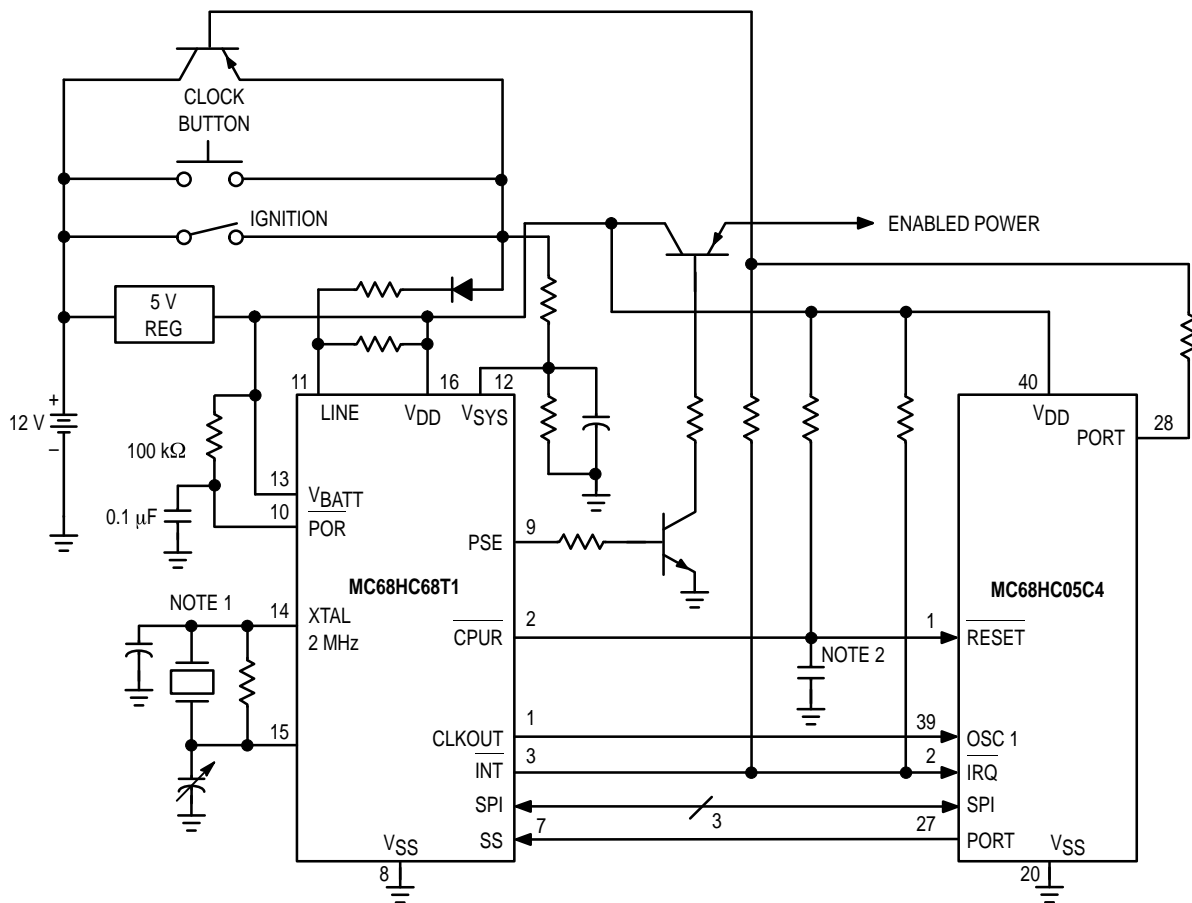 CLOCK
BUTTON
IGNITION
ENABLED POWER
5 V
REG
12 V
+
–
100 kΩ
0.1 µF
NOTE 1
11
16
12
LINE
VDD
VSYS
13
VBATT
10
POR
PSE
9
MC68HC68T1
14
XTAL
2 MHz
CPUR
2
NOTE 2
15
CLKOUT
1
INT
3
SPI
3
SS
7
VSS
8
40
VDD
PORT
28
MC68HC05C4
1
RESET
39
OSC 1
2
IRQ
SPI
27
PORT
VSS
20